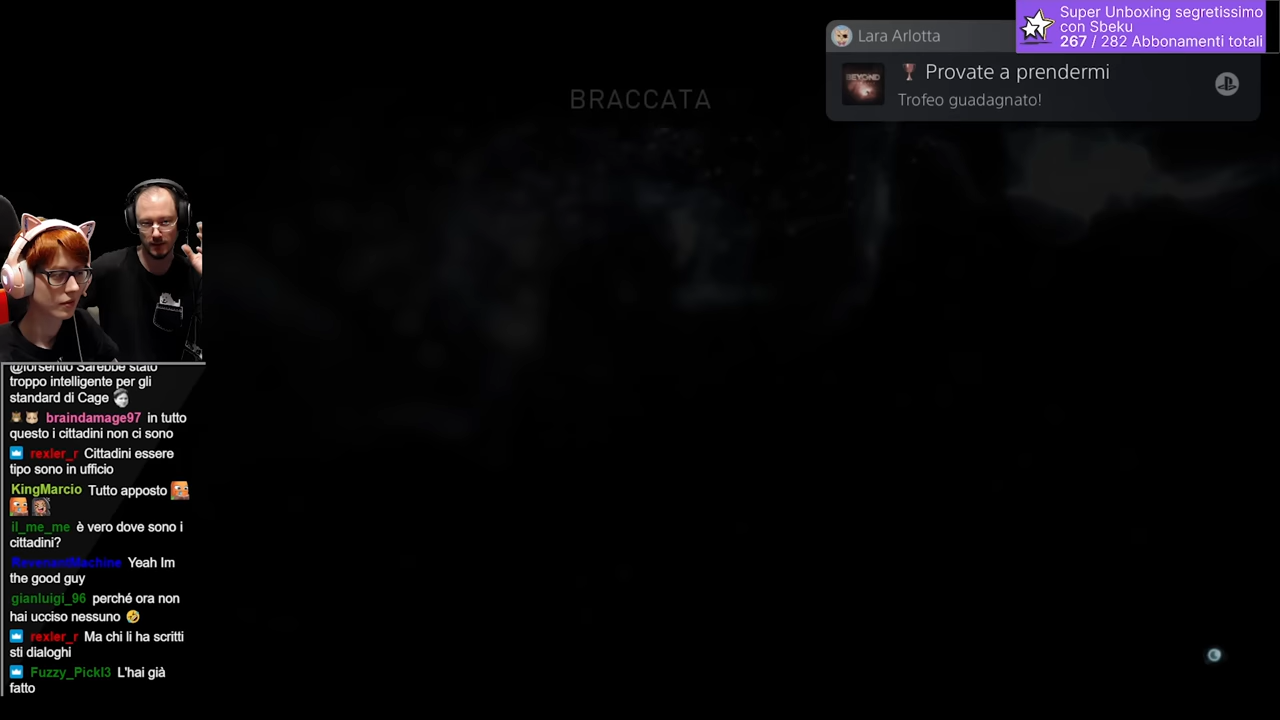 Super Unboxing segretissimo
con Sbeku
267 / 282 Abbonamenti totali
Lara Arlotta
BEYOND
Provate a prendermi
Trofeo guadagnato!
BRACCATA
@forsentio Sarebbe stato
troppo intelligente per gli
standard di Cage
braindamage97 in tutto
questo i cittadini non ci sono
rexler_r Cittadini essere
tipo sono in ufficio
KingMarcio Tutto apposto
il_me_me è vero dove sono i
cittadini?
RevenantMachine Yeah Im
the good guy
gianluigi_96 perché ora non
hai ucciso nessuno
rexler_r Ma chi li ha scritti
sti dialoghi
Fuzzy_Pickl3 L'hai già
fatto